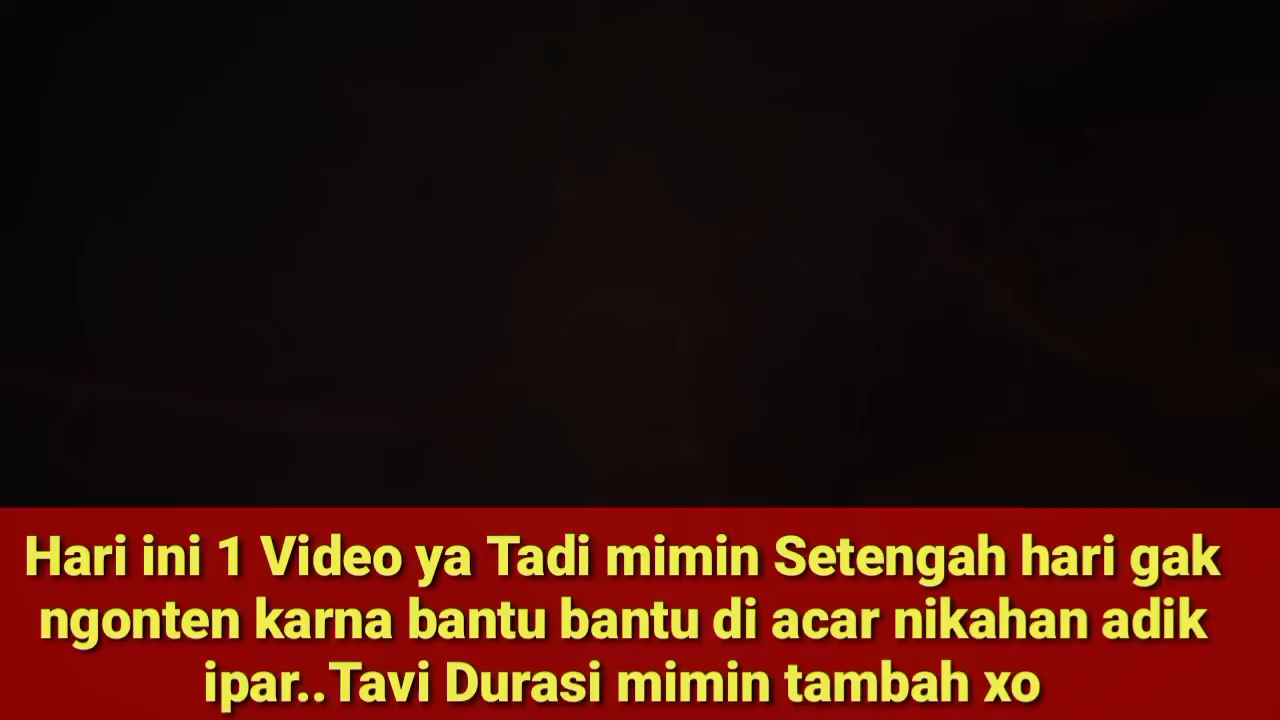 Hari ini 1 Video ya Tadi mimin Setengah hari gak
ngonten karna bantu bantu di acar nikahan adik
ipar..Tavi Durasi mimin tambah xo